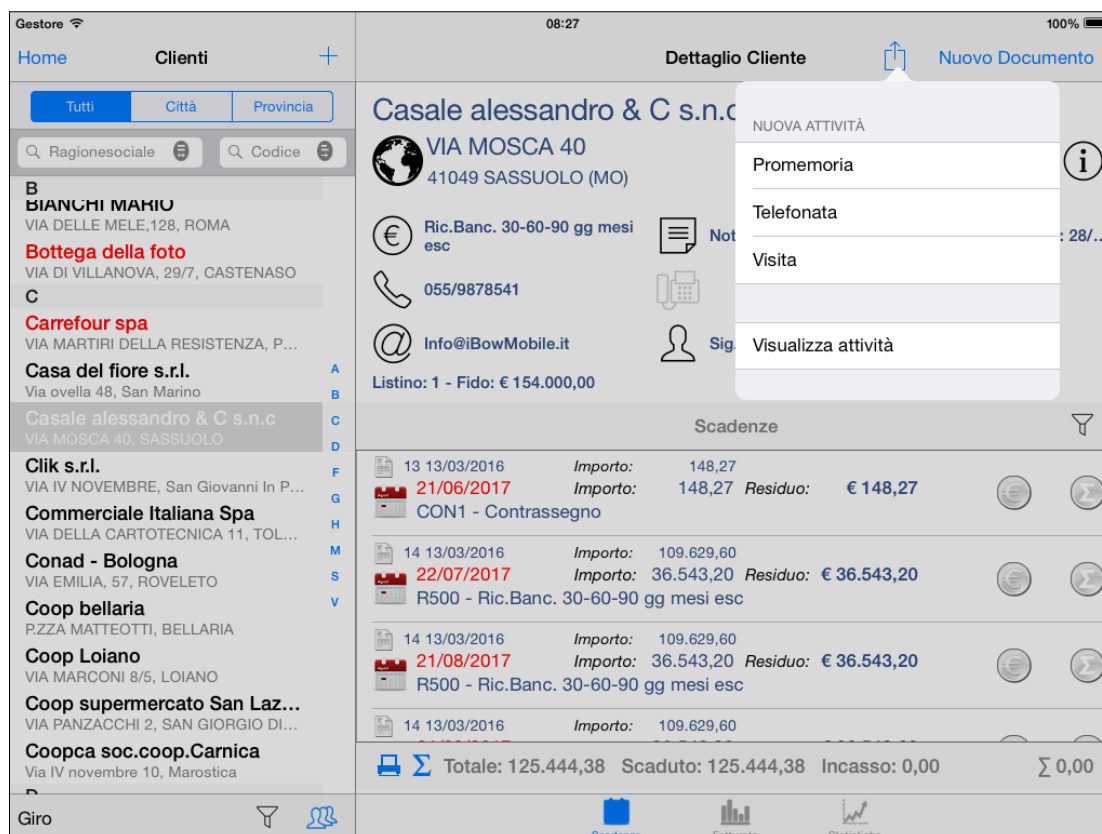 Gestore 08:27 100%
Home Clienti + Dettaglio Cliente Nuovo Documento
Tutti Città Provincia
Ragionesociale Codice
B
BIANCHI MARIO
VIA DELLE MELE,128, ROMA
Bottega della foto
VIA DI VILLANOVA, 29/7, CASTENASO
C
Carrefour spa
VIA MARTIRI DELLA RESISTENZA, P...
Casa del fiore s.r.l.
Via ovella 48, San Marino
Casale alessandro & C s.n.c
VIA MOSCA 40, SASSUOLO
Clik s.r.l.
VIA IV NOVEMBRE, San Giovanni In P...
Commerciale Italiana Spa
VIA DELLA CARTOTECNICA 11, TOL...
Conad - Bologna
VIA EMILIA, 57, ROVELETO
Coop bellaria
P.ZZA MATTEOTTI, BELLARIA
Coop Loiano
VIA MARCONI 8/5, LOIANO
Coop supermercato San Laz...
VIA PANZACCHI 2, SAN GIORGIO DI...
Coopca soc.coop.Carnica
Via IV novembre 10, Marostica
A
B
C
D
F
G
H
M
S
V
Giro
Casale alessandro & C s.n.c
VIA MOSCA 40
41049 SASSUOLO (MO)
Ric.Banc. 30-60-90 gg mesi
esc
Not
: 28/..
055/9878541
Info@iBowMobile.it
Sig.
Listino: 1 - Fido: € 154.000,00
NUOVA ATTIVITÀ
Promemoria
Telefonata
Visita
Visualizza attività
Scadenze
13 13/03/2016 Importo: 148,27
21/06/2017 Importo: 148,27 Residuo: € 148,27
CON1 - Contrassegno
14 13/03/2016 Importo: 109.629,60
22/07/2017 Importo: 36.543,20 Residuo: € 36.543,20
R500 - Ric.Banc. 30-60-90 gg mesi esc
14 13/03/2016 Importo: 109.629,60
21/08/2017 Importo: 36.543,20 Residuo: € 36.543,20
R500 - Ric.Banc. 30-60-90 gg mesi esc
14 13/03/2016 Importo: 109.629,60
Σ Totale: 125.444,38 Scaduto: 125.444,38 Incasso: 0,00 Σ 0,00